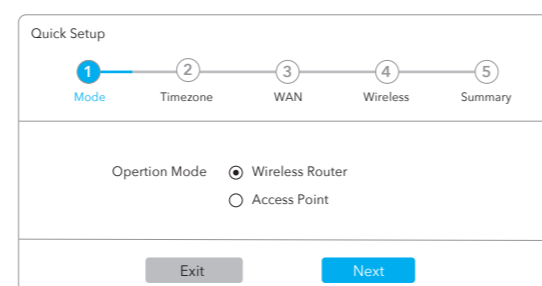 Quick Setup
1 2 3 4 5
Mode Timezone WAN Wireless Summary
Opertion Mode Wireless Router
Access Point
Exit Next